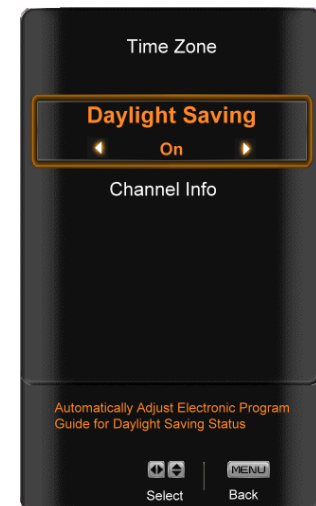 Time Zone
Daylight Saving
On
Channel Info
Automatically Adjust Electronic Program
Guide for Daylight Saving Status
MENU
Select
Back